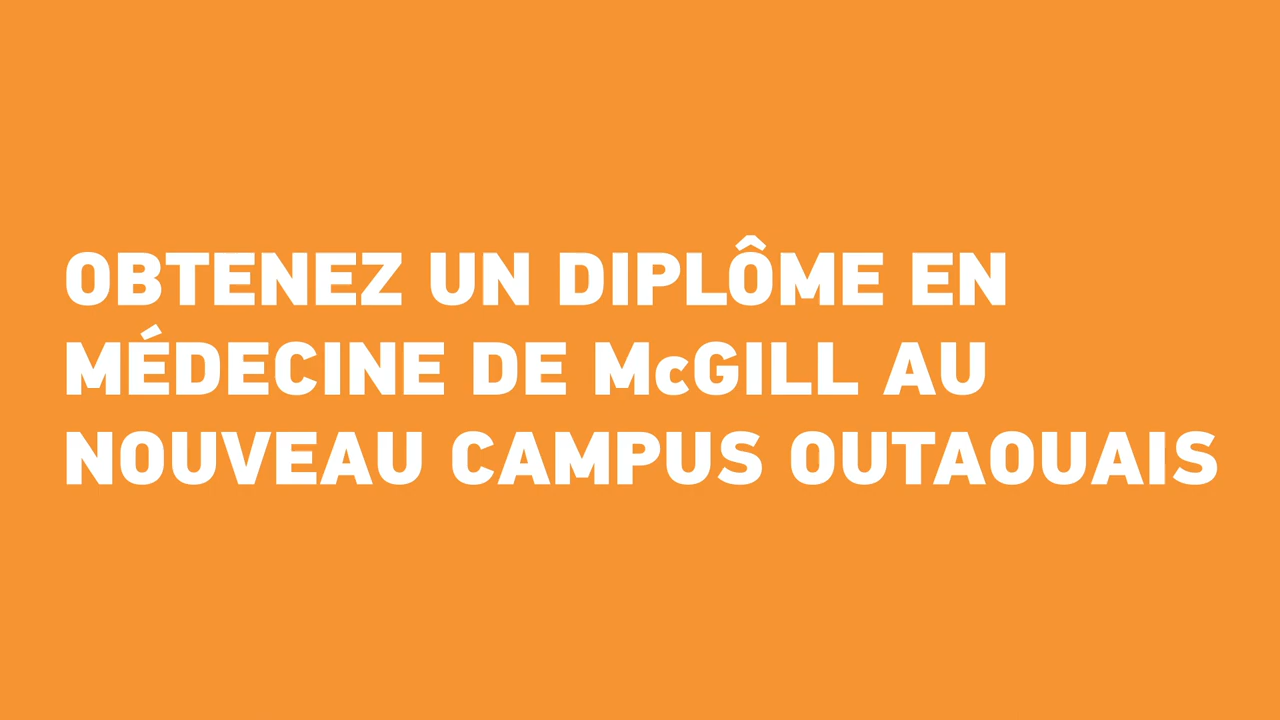 OBTENEZ UN DIPLÔME EN
MÉDECINE DE McGILL AU
NOUVEAU CAMPUS OUTAOUAIS